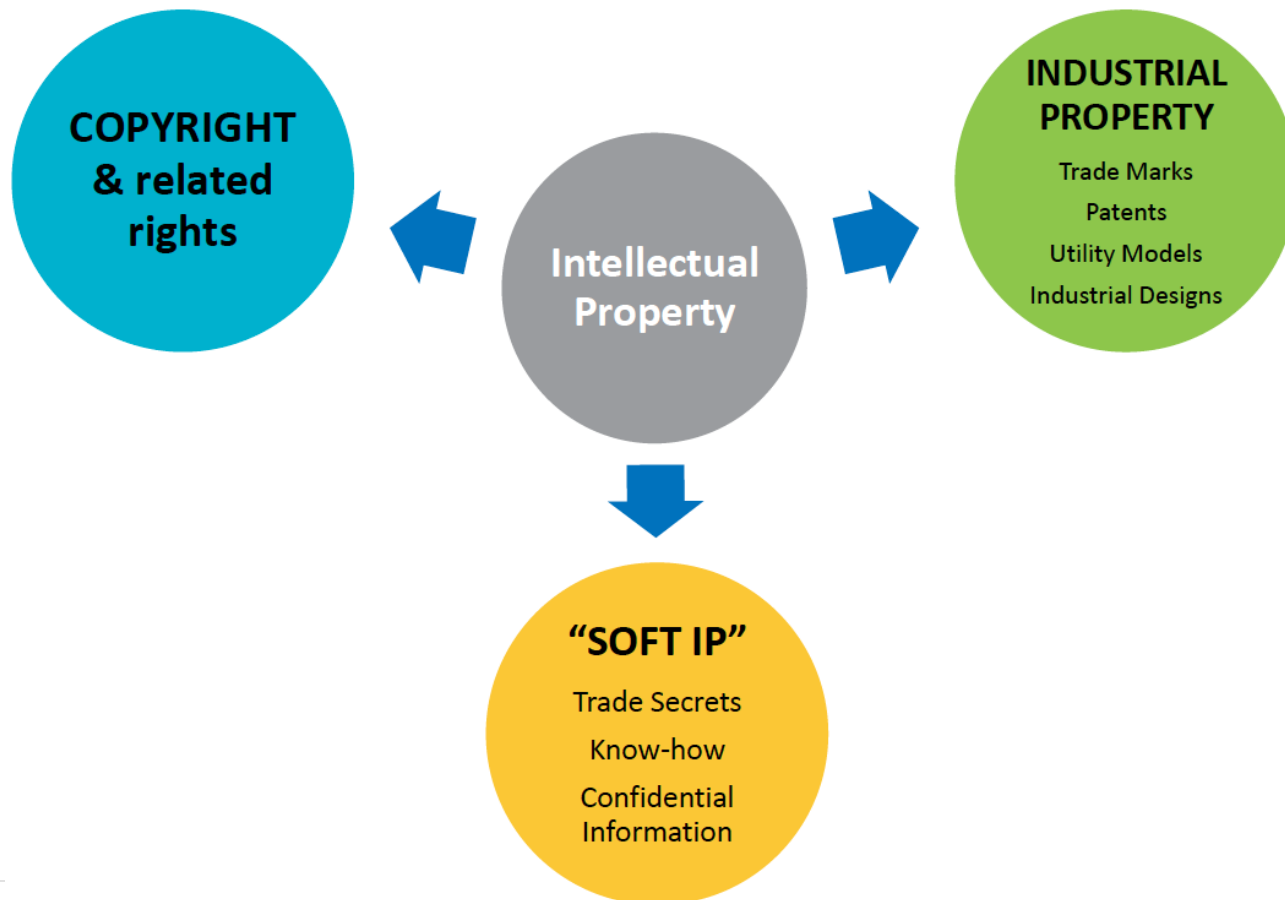 COPYRIGHT
& related
rights
Intellectual
Property
INDUSTRIAL
PROPERTY
Trade Marks
Patents
Utility Models
Industrial Designs
“SOFT IP”
Trade Secrets
Know-how
Confidential
Information